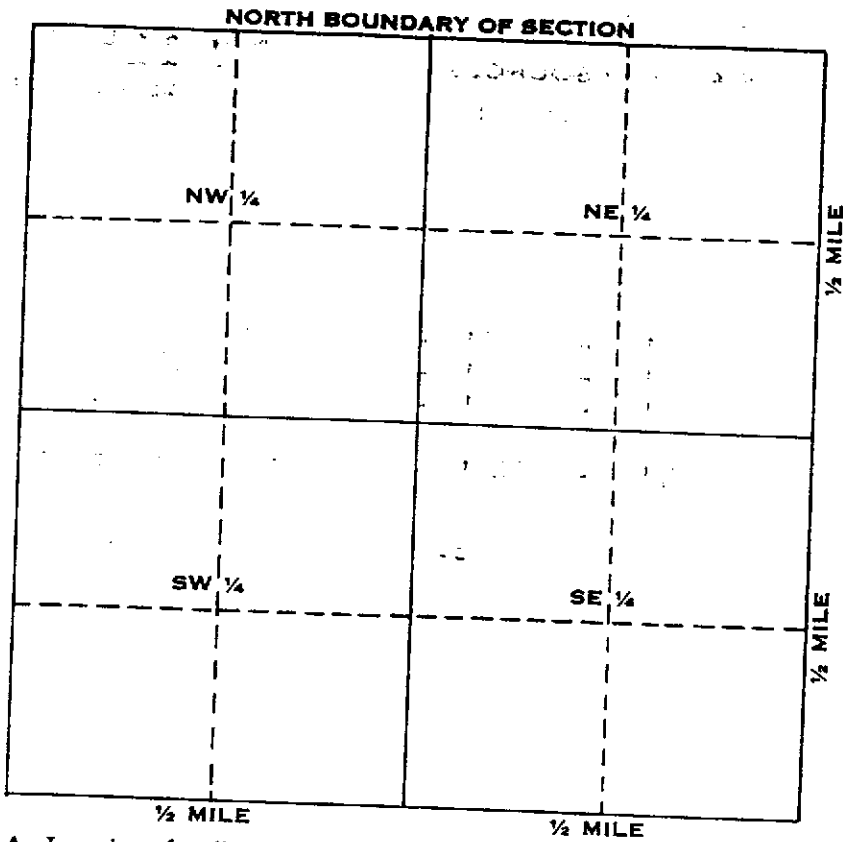 NORTH BOUNDARY OF SECTION
NW ¼
NE ¼
½ MILE
SW ¼
SE ¼
½ MILE
½ MILE
½ MILE